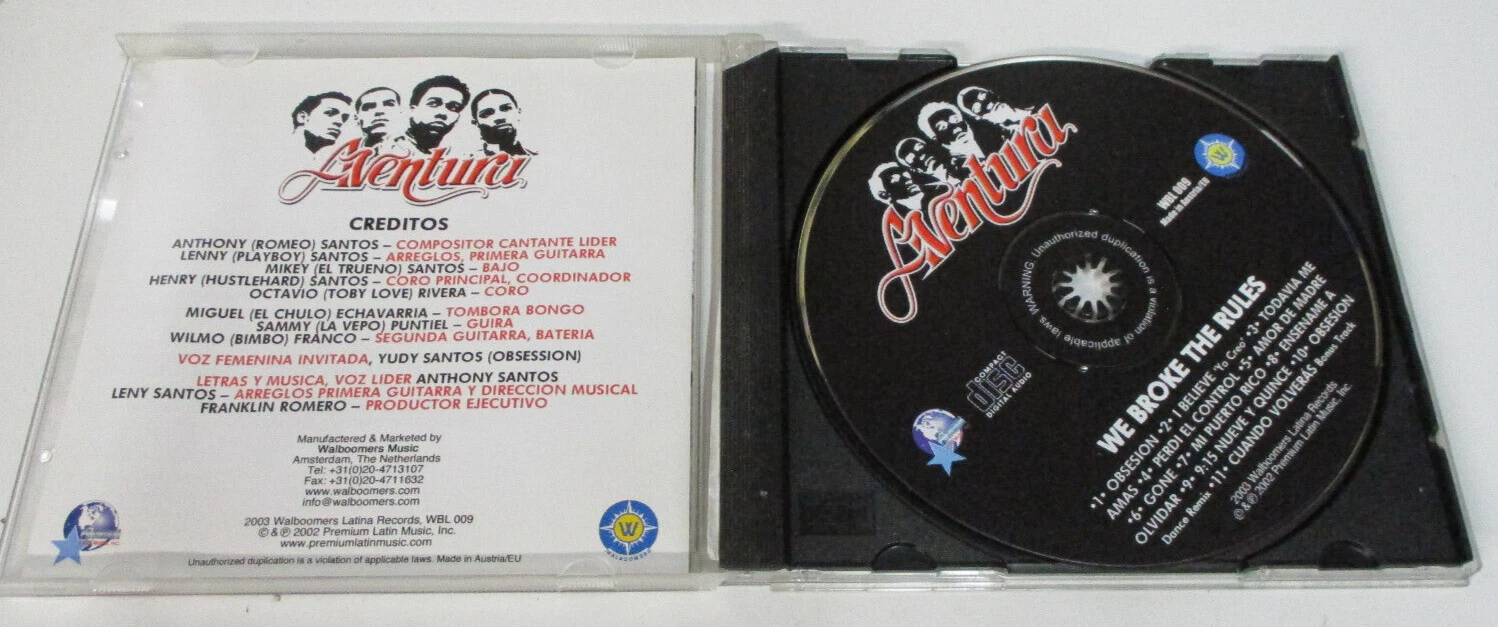 Aventura
CREDITOS
ANTHONY (ROMEO) SANTOS – COMPOSITOR CANTANTE LIDER
LENNY (PLAYBOY) SANTOS – ARREGLOS, PRIMERA GUITARRA
MIKEY (EL TRUENO) SANTOS – BAJO
HENRY (HUSTLEHARD) SANTOS – CORO PRINCIPAL, COORDINADOR
OCTAVIO (TOBY LOVE) RIVERA – CORO
MIGUEL (EL CHULO) ECHAVARRIA – TOMBORA BONGO
SAMMY (LA VEPO) PUNTIEL – GUIRA
WILMO (BIMBO) FRANCO – SEGUNDA GUITARRA, BATERIA
VOZ FEMENINA INVITADA, YUDY SANTOS (OBSESSION)
LETRAS Y MUSICA, VOZ LIDER ANTHONY SANTOS
LENY SANTOS – ARREGLOS PRIMERA GUITARRA Y DIRECCION MUSICAL
FRANKLIN ROMERO – PRODUCTOR EJECUTIVO
Manufactered & Marketed by
Walboomers Music
Amsterdam, The Netherlands
Tel: +31(0)20-4713107
Fax: +31(0)20-4711632
www.walboomers.com
info@walboomers.com
2003 Walboomers Latina Records, WBL 009
© & ℗ 2002 Premium Latin Music, Inc.
www.premiumlatinmusic.com
Unauthorized duplication is a violation of applicable laws. Made in Austria/EU
W
WALBOOMERS
Aventura
W
WBL 009
Made in Austria/EU
WARNING: Unauthorized duplication is a violation of applicable laws
COMPACT
disc
DIGITAL AUDIO
WE BROKE THE RULES
•1• OBSESION •2• I BELIEVE 'Yo Creo' •3• TODAVIA ME
AMAS •4• PERDI EL CONTROL •5• AMOR DE MADRE
•6• GONE •7• MI PUERTO RICO •8• ENSEÑAME A
OLVIDAR •9• 9:15 NUEVE Y QUINCE •10• OBSESION
Dance Remix •11• CUANDO VOLVERÁS Bonus Track
2003 Walboomers Latina Records
© & ℗ 2002 Premium Latin Music, Inc.